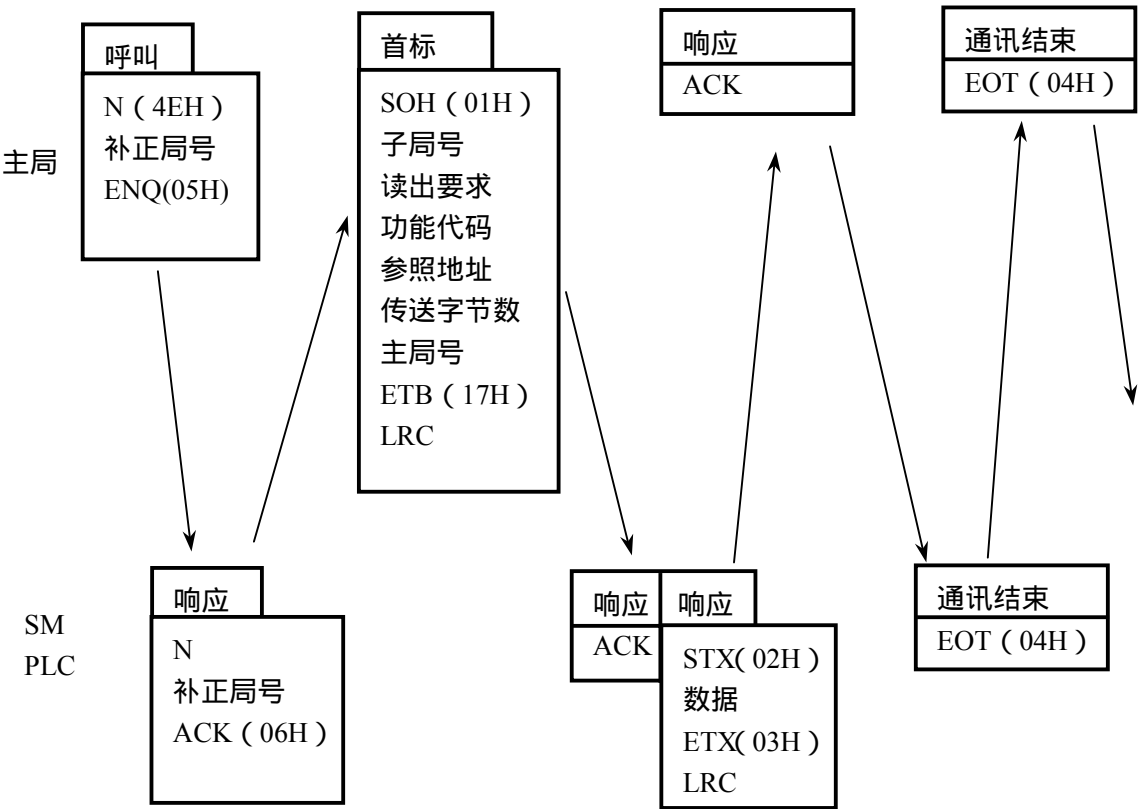 呼叫
N（4EH）
补正局号
ENQ(05H)
首标
SOH（01H）
子局号
读出要求
功能代码
参照地址
传送字节数
主局号
ETB（17H）
LRC
响应
ACK
通讯结束
EOT（04H）
主局
SM
PLC
响应
N
补正局号
ACK（06H）
响应
ACK
响应
STX(02H）
数据
ETX(03H）
LRC
通讯结束
EOT（04H）